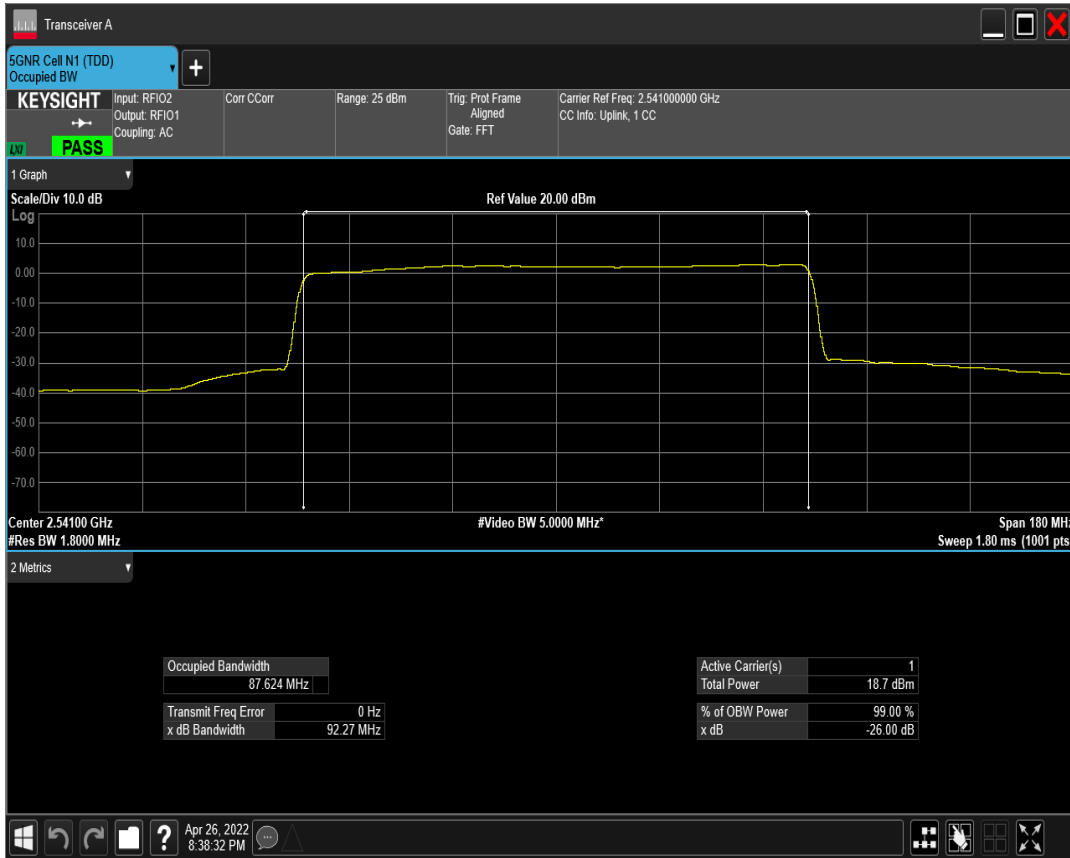 Transceiver A
5GNR Cell N1 (TDD)
Occupied BW
+
KEYSIGHT
LXI
PASS
Input: RFIO2
Output: RFIO1
Coupling: AC
Corr CCorr
Range: 25 dBm
Trig: Prot Frame
Aligned
Gate: FFT
Carrier Ref Freq: 2.541000000 GHz
CC Info: Uplink, 1 CC
1 Graph
Scale/Div 10.0 dB
Ref Value 20.00 dBm
Log
10.0
0.00
-10.0
-20.0
-30.0
-40.0
-50.0
-60.0
-70.0
Center 2.54100 GHz
#Video BW 5.0000 MHz*
Span 180 MHz
#Res BW 1.8000 MHz
Sweep 1.80 ms (1001 pts
2 Metrics
Occupied Bandwidth
87.624 MHz
Transmit Freq Error 0 Hz
x dB Bandwidth 92.27 MHz
Active Carrier(s) 1
Total Power 18.7 dBm
% of OBW Power 99.00 %
x dB -26.00 dB
?
Apr 26, 2022
8:38:32 PM